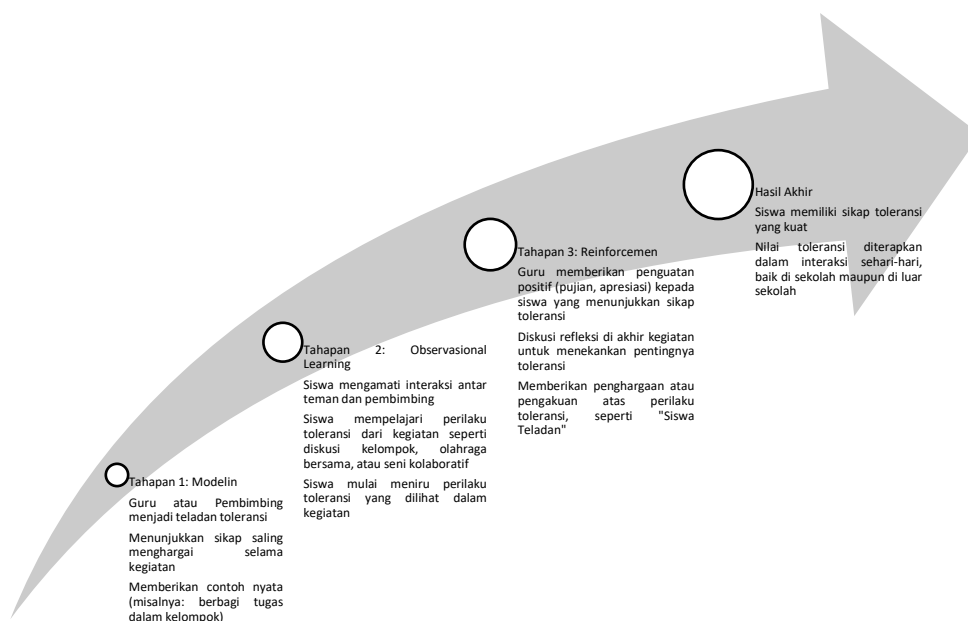 Tahapan 1: Modelin
Guru atau Pembimbing
menjadi teladan toleransi
Menunjukkan sikap saling
menghargai selama
kegiatan
Memberikan contoh nyata
(misalnya: berbagi tugas
dalam kelompok)
Tahapan 2: Observasional
Learning
Siswa mengamati interaksi antar
teman dan pembimbing
Siswa mempelajari perilaku
toleransi dari kegiatan seperti
diskusi kelompok, olahraga
bersama, atau seni kolaboratif
Siswa mulai meniru perilaku
toleransi yang dilihat dalam
kegiatan
Tahapan 3: Reinforcemen
Guru memberikan penguatan
positif (pujian, apresiasi) kepada
siswa yang menunjukkan sikap
toleransi
Diskusi refleksi di akhir kegiatan
untuk menekankan pentingnya
toleransi
Memberikan penghargaan atau
pengakuan atas perilaku
toleransi, seperti "Siswa
Teladan"
Hasil Akhir
Siswa memiliki sikap toleransi
yang kuat
Nilai toleransi diterapkan
dalam interaksi sehari-hari,
baik di sekolah maupun di luar
sekolah